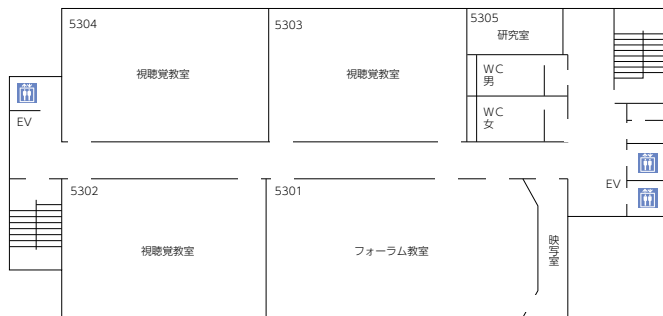 5304
視聴覚教室
5303
視聴覚教室
5305
研究室
WC
男
WC
女
EV
EV
5302
視聴覚教室
5301
フォーラム教室
映写室